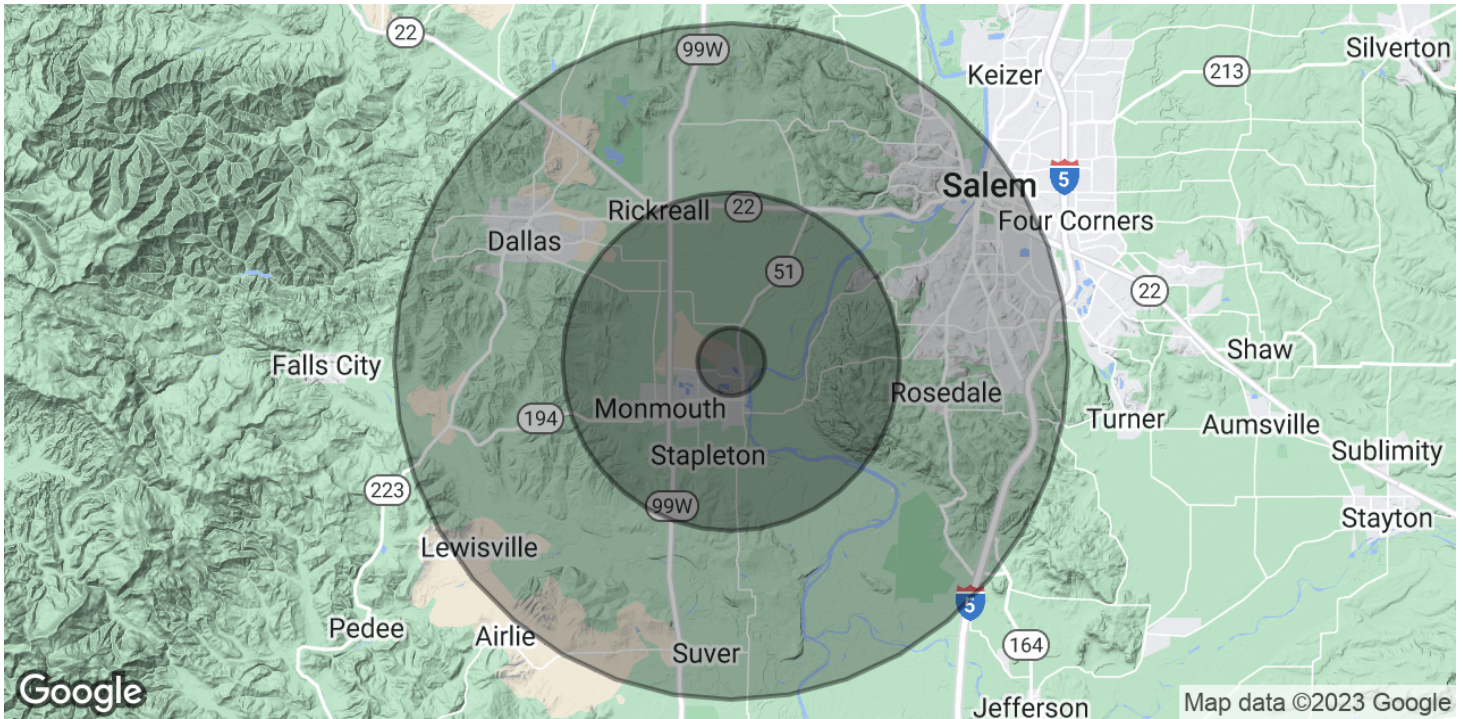 22
99W
Silverton
Keizer
213
5
Salem
Rickreall
22
Four Corners
Dallas
51
22
Shaw
Falls City
Rosedale
194
Monmouth
Turner
Aumsville
Stapleton
Sublimity
223
99W
Stayton
Lewisville
5
Pedee
Airlie
164
Suver
Google
Jefferson
Map data ©2023 Google